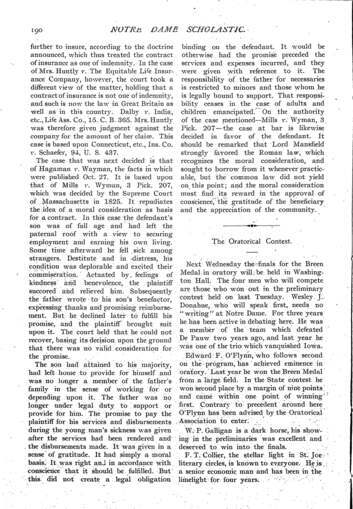 190
NOTRE DAME SCHOLASTIC.
further to insure, according to the doctrine
announced, which thus treated the contract
of insurance as one of indemnity. In the case
of Mrs. Huntly v. The Equitable Life Insur-
ance Company, however, the court took a
different view of the matter, holding that a
contract of insurance is not one of indemnity,
and such is now the law in Great Britain as
well as in this country. Dalby v. India,
etc., Life Ass. Co., 15. C. B. 365. Mrs. Huntly
was therefore given judgment against the
company for the amount of her claim. This
case is based upon Connecticut, etc., Ins. Co.
v. Schaefer, 94, U. S. 457.
The case that was next decided is that
of Hagaman v. Wayman, the facts in which
were published Oct. 27. It is based upon
that of Mills v. Wyman, 3 Pick. 207,
which was decided by the Supreme Court
of Massachusetts in 1825. It repudiates
the idea of a moral consideration as basis
for a contract. In this case the defendant's
son was of full age and had left the
paternal roof with a view to securing
employment and earning his own living.
Some time afterward he fell sick among
strangers. Destitute and in distress, his
condition was deplorable and excited their
commiseration. Actuated by feelings of
kindness and benevolence, the plaintiff
succored and relieved him. Subsequently
the father wrote to his son's benefactor,
expressing thanks and promising reimburse-
ment. But he declined later to fulfill his
promise, and the plaintiff brought suit
upon it. The court held that he could not
recover, basing its decision upon the ground
that there was no valid consideration for
the promise.
The son had attained to his majority,
had left home to provide for himself and
was no longer a member of the father's
family in the sense of working for or
depending upon it. The father was no
longer under legal duty to support or
provide for him. The promise to pay the
plaintiff for his services and disbursements
during the young man's sickness was given
after the services had been rendered and
the disbursements made. It was given in a
sense of gratitude. It had simply a moral
basis. It was right and in accordance with
conscience that it should be fulfilled. But
this did not create a legal obligation
binding on the defendant. It would be
otherwise had the promise preceded the
services and expenses incurred, and they
were given with reference to it. The
responsibility of the father for necessaries
is restricted to minors and those whom he
is legally bound to support. That responsi-
bility ceases in the case of adults and
children emancipated. On the authority
of the case mentioned—Mills v. Wyman, 3
Pick. 207—the case at bar is likewise
decided in favor of the defendant. It
should be remarked that Lord Mansfield
strongly favored the Roman law, which
recognizes the moral consideration, and
sought to borrow from it whenever practic-
able, but the common law did not yield
on this point; and the moral consideration
must find its reward in the approval of
conscience, the gratitude of the beneficiary
and the appreciation of the community.
The Oratorical Contest.
Next Wednesday the finals for the Breen
Medal in oratory will be held in Washing-
ton Hall. The four men who will compete
are those who won out in the preliminary
contest held on last Tuesday. Wesley J.
Donahue, who will speak first, needs no
"writing" at Notre Dame. For three years
he has been active in debating here. He was
a member of the team which defeated
De Pauw two years ago, and last year he
was one of the trio which vanquished Iowa.
Edward F. O'Flynn, who follows second
on the program, has achieved eminence in
oratory. Last year he won the Breen Medal
from a large field. In the State contest he
won second place by a margin of nine points
and came within one point of winning
first. Contrary to precedent around here
O'Flynn has been advised by the Oratorical
Association to enter.
W. P. Galligan is a dark horse, his show-
ing in the preliminaries was excellent and
deserved to win into the finals.
F. T. Collier, the stellar light in St. Joe
literary circles, is known to everyone. He is
a senior economic man and has been in the
limelight for four years.